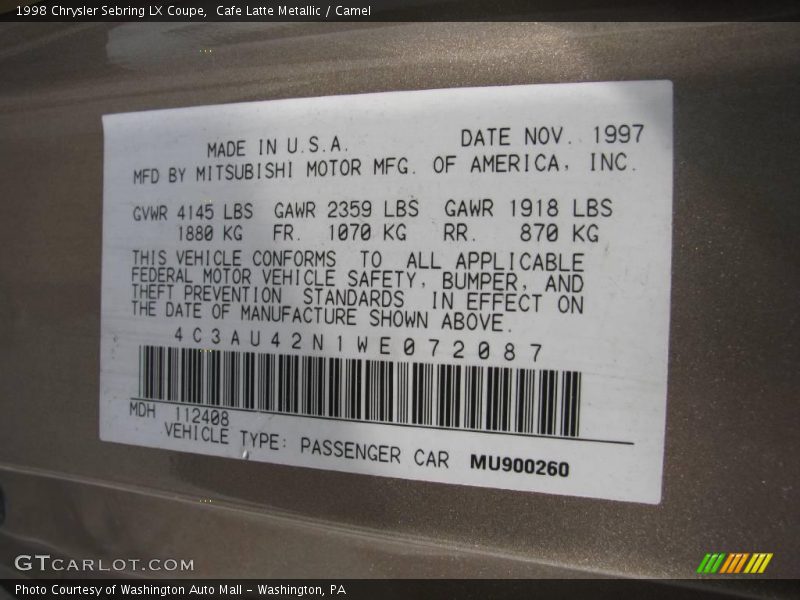 1998 Chrysler Sebring LX Coupe,  Cafe Latte Metallic / Camel
MADE IN U.S.A. DATE NOV. 1997
MFD BY MITSUBISHI MOTOR MFG. OF AMERICA, INC.
GVWR 4145 LBS GAWR 2359 LBS GAWR 1918 LBS
1880 KG FR. 1070 KG RR. 870 KG
THIS VEHICLE CONFORMS TO ALL APPLICABLE
FEDERAL MOTOR VEHICLE SAFETY, BUMPER, AND
THEFT PREVENTION STANDARDS IN EFFECT ON
THE DATE OF MANUFACTURE SHOWN ABOVE.
4C3AU42N1WE072087
MDH 112408
VEHICLE TYPE: PASSENGER CAR MU900260
GTCARLOT.COM
Photo Courtesy of Washington Auto Mall - Washington, PA